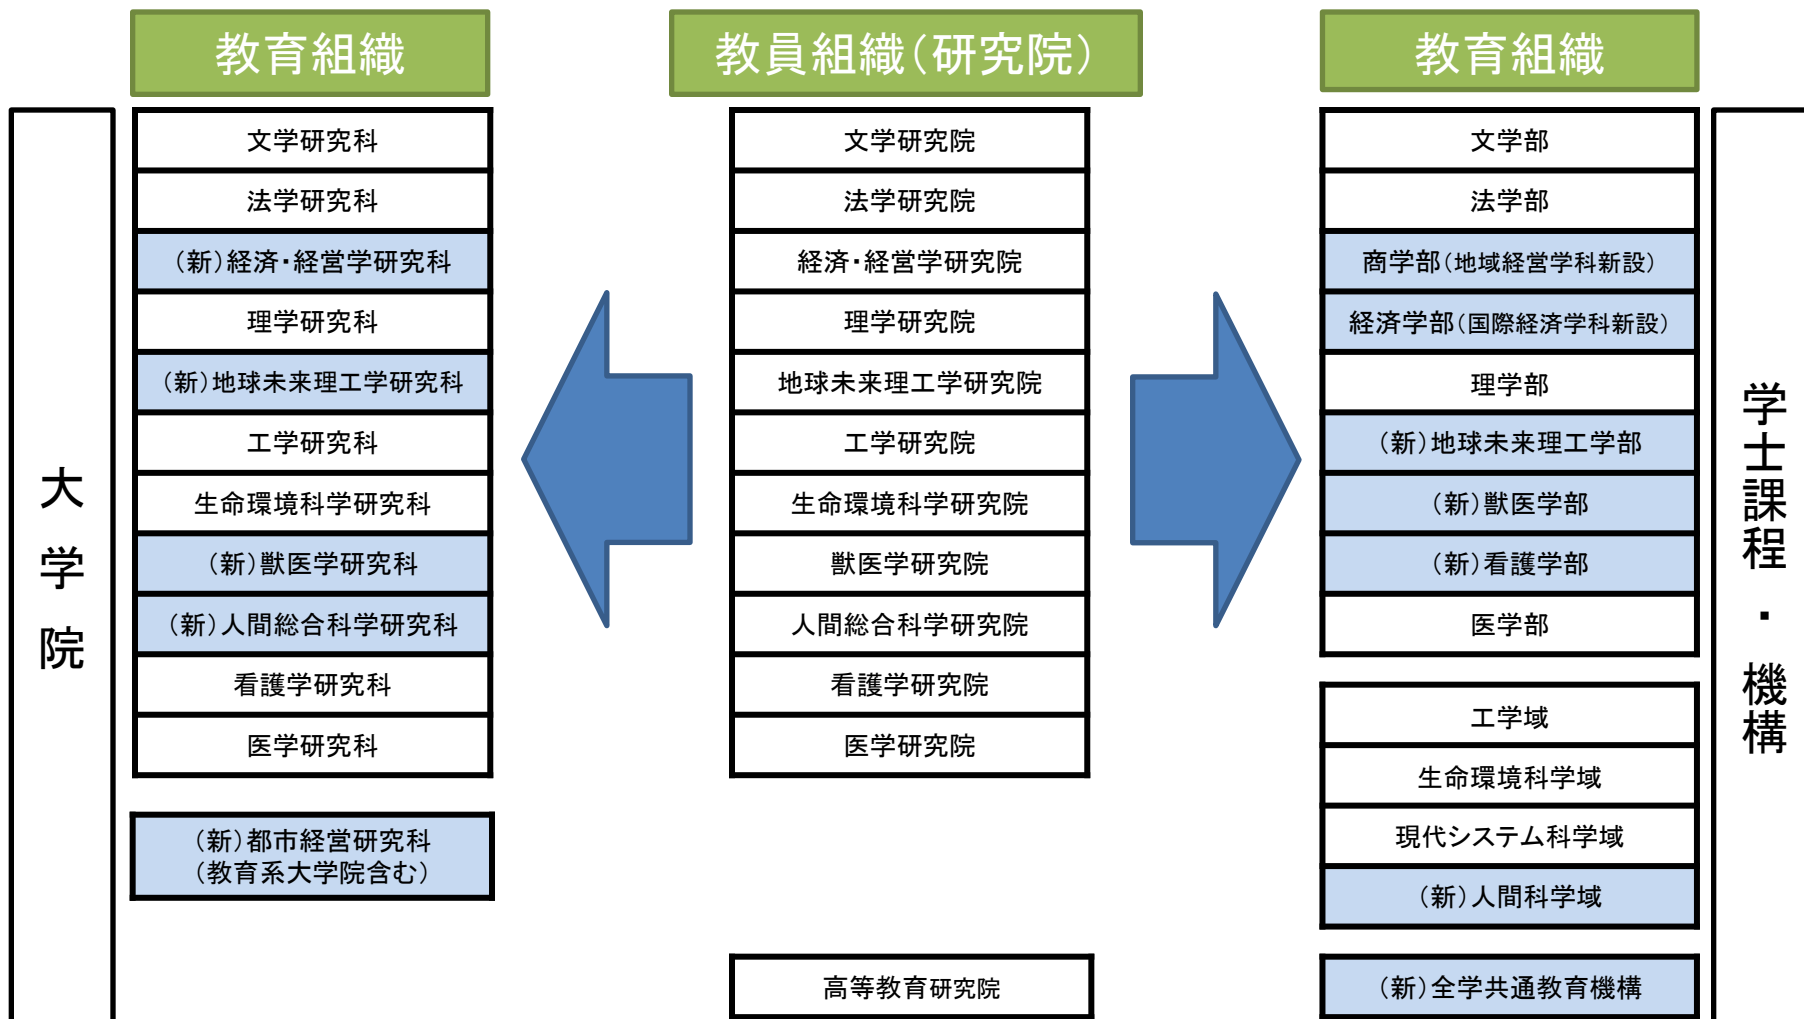 教育組織
教員組織(研究院)
教育組織
大学院
文学研究科
法学研究科
(新)経済・経営学研究科
理学研究科
(新)地球未来理工学研究科
工学研究科
生命環境科学研究科
(新)獣医学研究科
(新)人間総合科学研究科
看護学研究科
医学研究科
(新)都市経営研究科
(教育系大学院含む)
文学研究院
法学研究院
経済・経営学研究院
理学研究院
地球未来理工学研究院
工学研究院
生命環境科学研究院
獣医学研究院
人間総合科学研究院
看護学研究院
医学研究院
高等教育研究院
文学部
法学部
商学部(地域経営学科新設)
経済学部(国際経済学科新設)
理学部
(新)地球未来理工学部
(新)獣医学部
(新)看護学部
医学部
工学域
生命環境科学域
現代システム科学域
(新)人間科学域
(新)全学共通教育機構
学士課程・機構